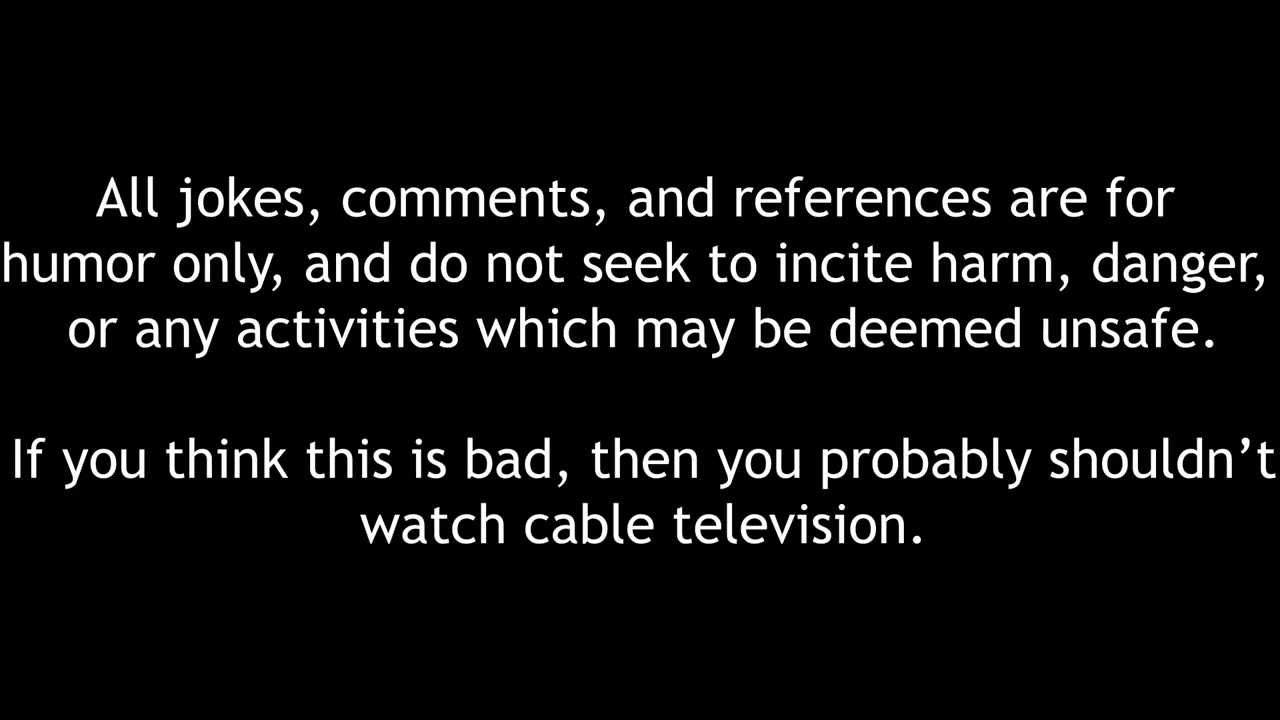 All jokes, comments, and references are for
humor only, and do not seek to incite harm, danger,
or any activities which may be deemed unsafe.
If you think this is bad, then you probably shouldn’t
watch cable television.